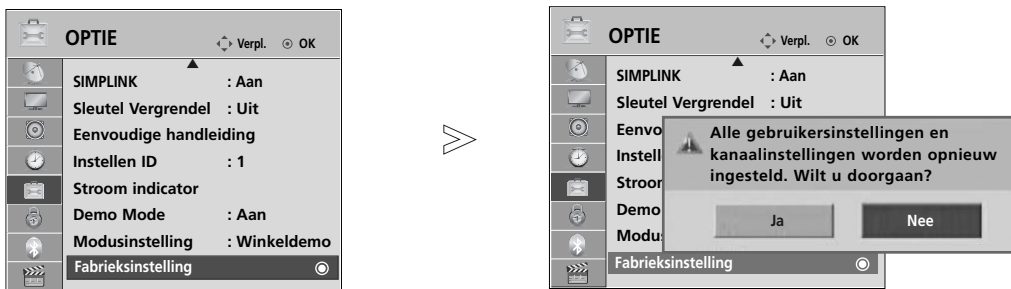 OPTIE
Verpl. OK
SIMPLINK : Aan
Sleutel Vergrendel : Uit
Eenvoudige handleiding
Instellen ID : 1
Stroom indicator
Demo Mode : Aan
Modusinstelling : Winkeldemo
Fabrieksinstelling
OPTIE
Verpl. OK
SIMPLINK : Aan
Sleutel Vergrendel : Uit
Eenvo
Instell
Stroor
Demo
Modu
Fabrieksinstelling
Alle gebruikersinstellingen en
kanaalinstellingen worden opnieuw
ingesteld. Wilt u doorgaan?
Ja Nee